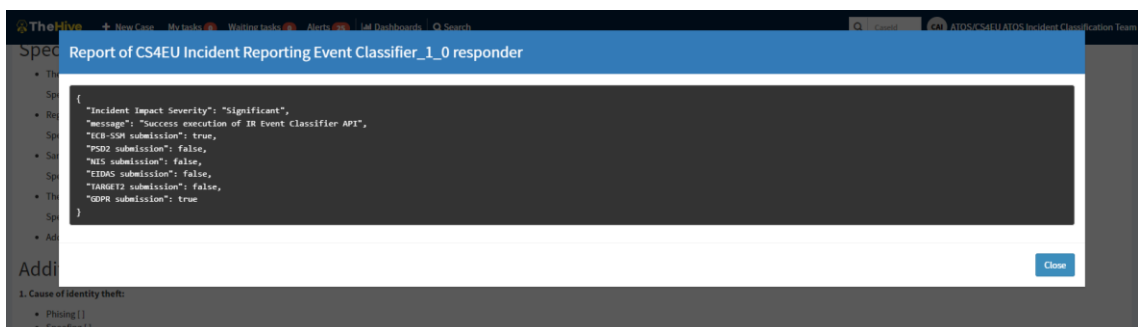 TheHive + New Case My tasks Waiting tasks Alerts Dashboards Search CaseId CAI ATOS/CS4EU ATOS Incident Classification Team
Spec
Report of CS4EU Incident Reporting Event Classifier_1_0 responder
{
"Incident Impact Severity": "Significant",
"message": "Success execution of IR Event Classifier API",
"ECB-SSM submission": true,
"PSD2 submission": false,
"NIS submission": false,
"EIDAS submission": false,
"TARGET2 submission": false,
"GDPR submission": true
}
Close
Addi
1. Cause of identity theft:
Phising [ ]